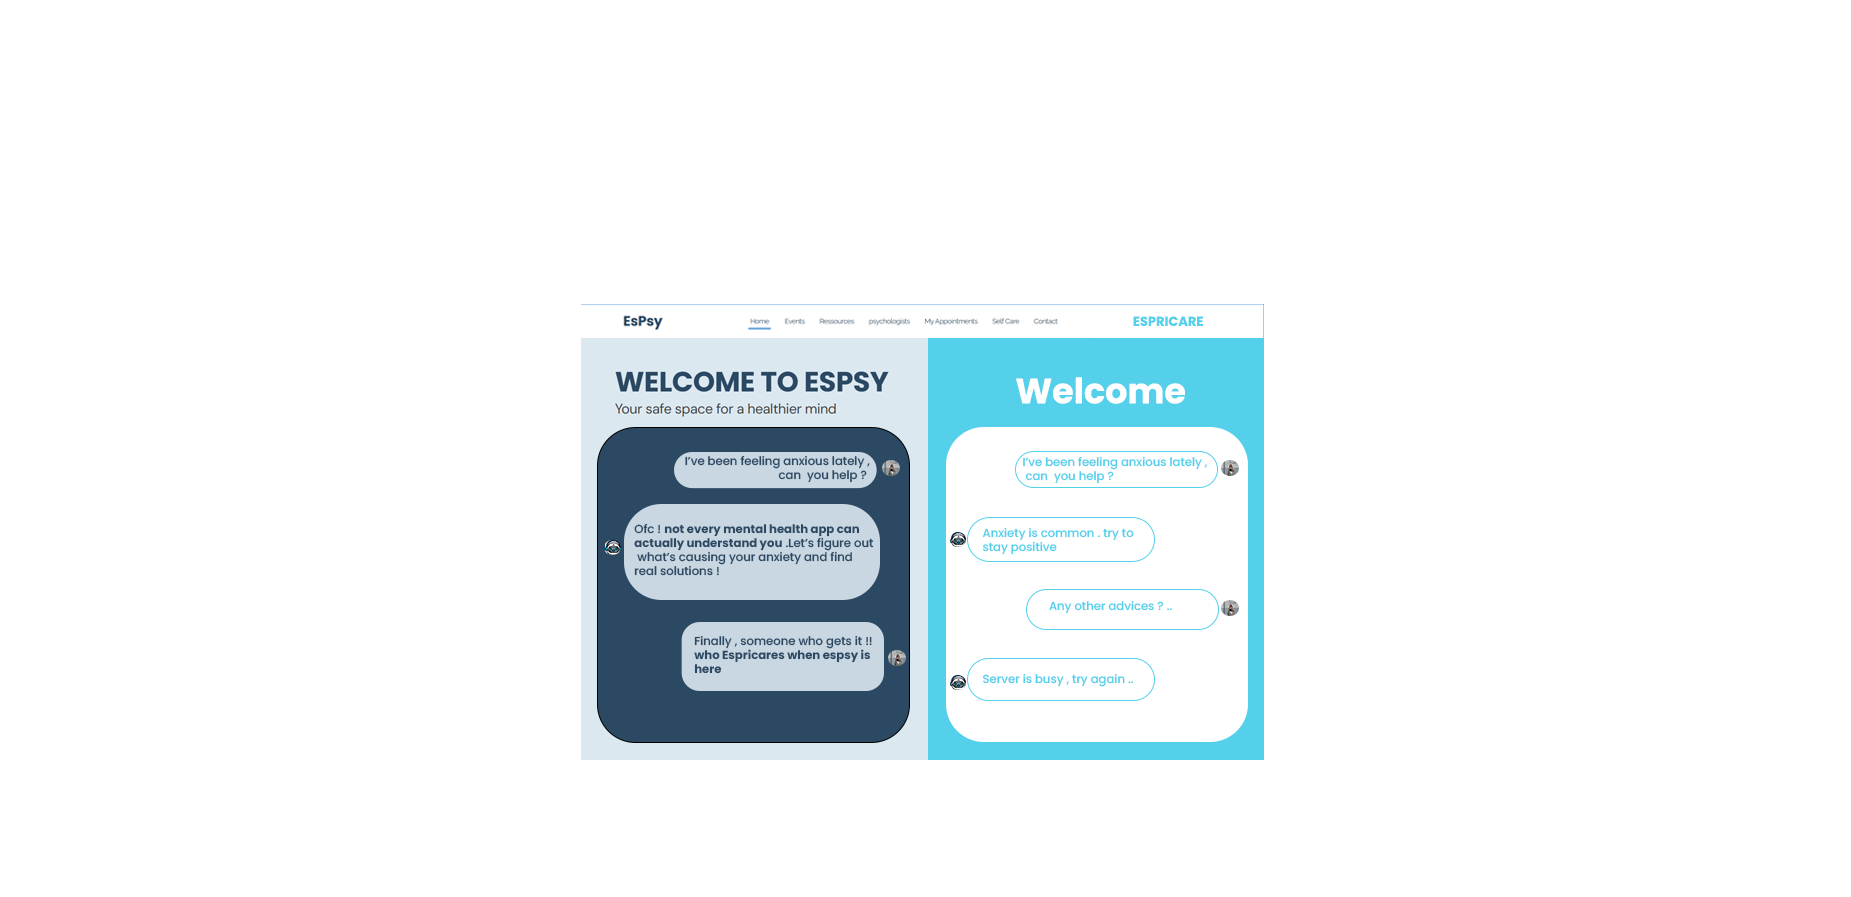 EsPsy
Home Events Ressources psychologists My Appointments Self Care Contact
ESPRICARE
WELCOME TO ESPSY
Your safe space for a healthier mind
I've been feeling anxious lately ,
can you help ?
Ofc ! not every mental health app can
actually understand you .Let's figure out
what's causing your anxiety and find
real solutions !
Finally , someone who gets it !!
who Espricares when espsy is
here
Welcome
I've been feeling anxious lately ,
can you help ?
Anxiety is common . try to
stay positive
Any other advices ? ..
Server is busy , try again ..